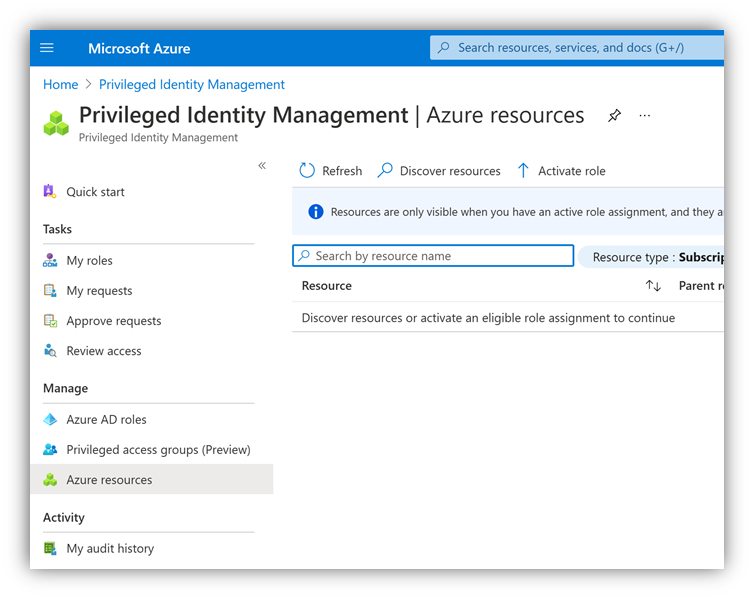 Microsoft Azure
Search resources, services, and docs (G+/)
Home > Privileged Identity Management
Privileged Identity Management | Azure resources
Privileged Identity Management
Quick start
Tasks
My roles
My requests
Approve requests
Review access
Manage
Azure AD roles
Privileged access groups (Preview)
Azure resources
Activity
My audit history
Refresh Discover resources Activate role
Resources are only visible when you have an active role assignment, and they a
Search by resource name
Resource type : Subscrip
Resource Parent re
Discover resources or activate an eligible role assignment to continue